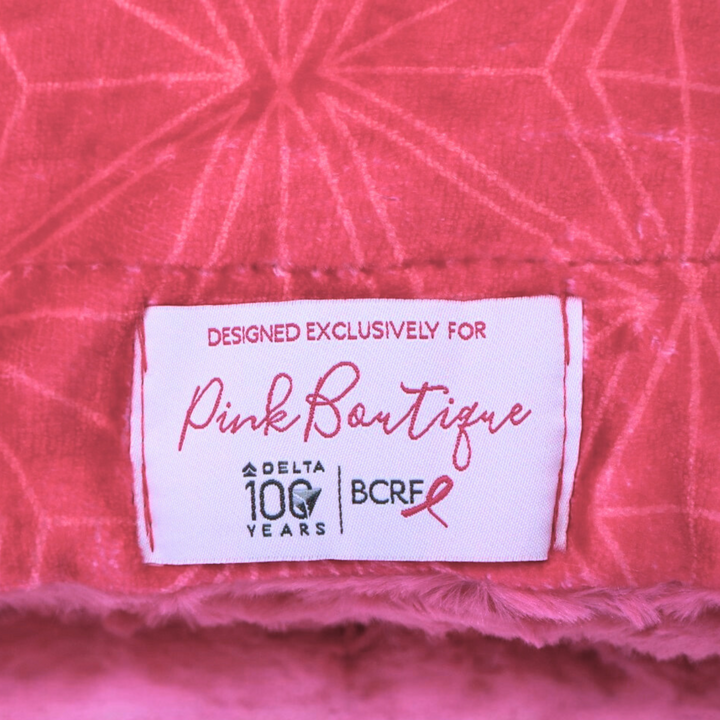 DESIGNED EXCLUSIVELY FOR
Pink Boutique
DELTA
100
YEARS
BCRF